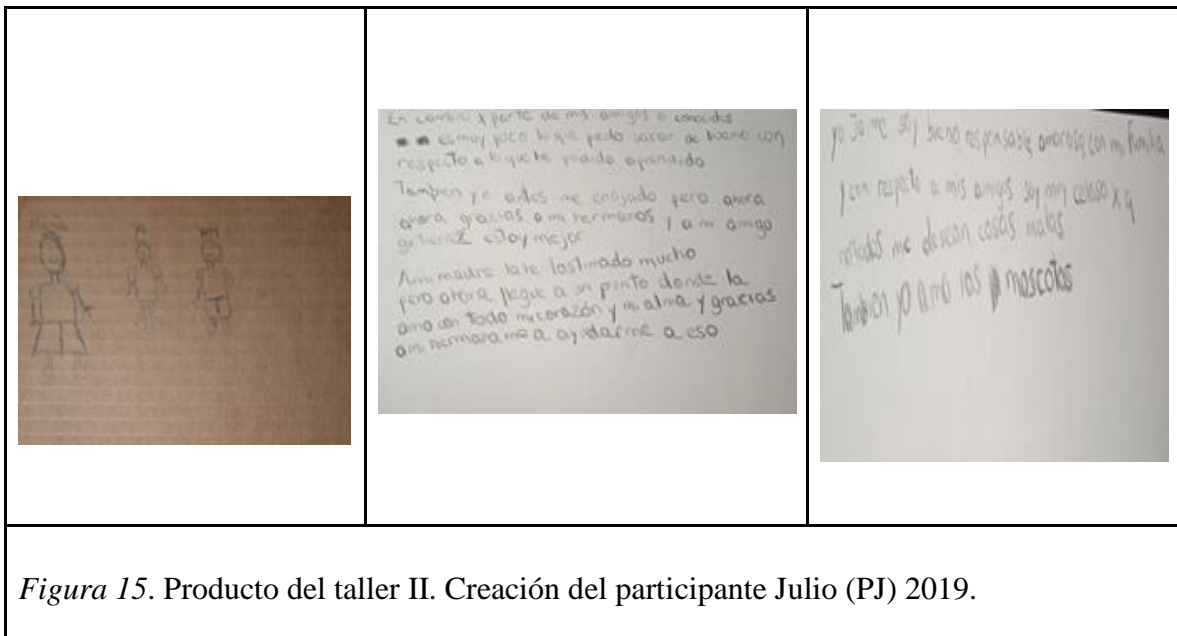 En cambio x parte de mis amigos o conocidos
es muy poco lo que pedo sacar de bueno con
respecto a lo que he podido aprendido
Tambien yo antes me enojado pero ahora
ahora gracias a mi hermanos y a mi amigo
estoy mejor
A mi madre la he lastimado mucho
pero ahora llegue a un punto donde la
amo con todo mi corazón y mi alma y gracias
a mi hermana me a ayudarme a eso
yo soy bueno responsable amoroso con mi familia
y con respecto a mis amigos soy muy celoso x q
me desean cosas malas
Tambien yo amo las mascotas
Figura 15. Producto del taller II. Creación del participante Julio (PJ) 2019.